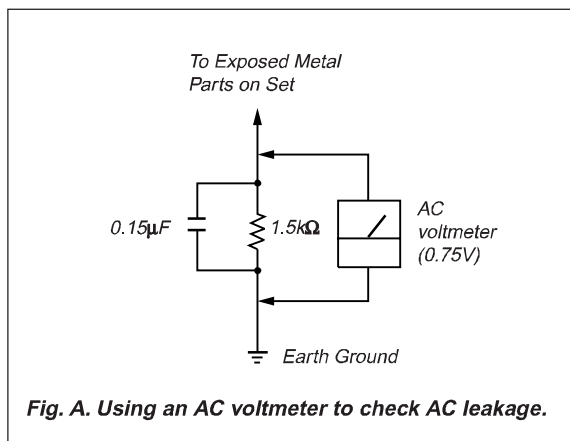 To Exposed Metal
Parts on Set
0.15μF
1.5kΩ
AC
voltmeter
(0.75V)
Earth Ground
Fig. A. Using an AC voltmeter to check AC leakage.